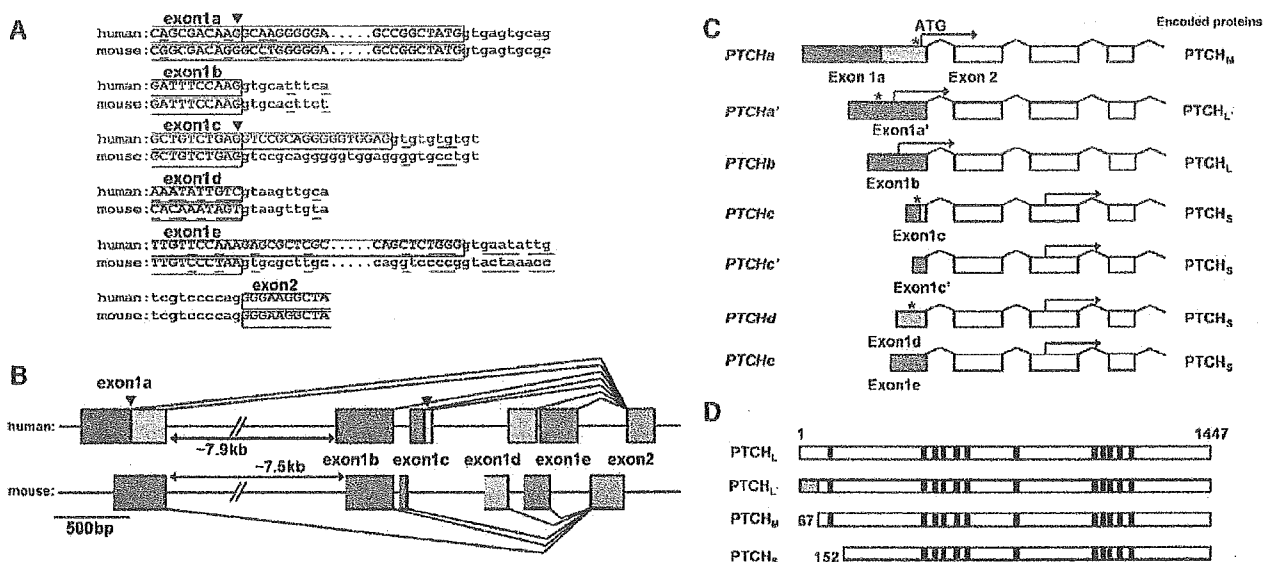 A
exon1a
human:CAGCGACAAGGCAAGGGGGA.....GCCGGCTATGgtgagtgcag
mouse:CGGCGACAGGGCCTGGGGGA.....GCCGGCTATGgtgagtgcgc
exon1b
human:GATTTCCAAGgtgcatttca
mouse:GATTTCCAAGgtgcacttct
exon1c
human:GCTGTCTGAGGTCCGCAGGGGGGTGGAGgtgtgtgtgt
mouse:GCTGTCTGAGgtccgcagggggtggaggggtgcctgt
exon1d
human:AAATATTGTCgtaagttgca
mouse:CACAAATAGTgtaagttgta
exon1e
human:TTGTTCCAAAGAGCGCTCGC.....CAGCTCTGGGgtgaatattg
mouse:TTGTCCCTAAgtgcgcttgc.....caggtccccggtactaaacc
exon2
human:tcgtccccagGGGAAGGCTA
mouse:tcgtccccagGGGAAGGCTA
B
exon1a
human:
~7.9kb
exon1b exon1c exon1d exon1e exon2
~7.5kb
mouse:
500bp
C
ATG
Encoded proteins
PTCHa
*
PTCHM
Exon 1a Exon 2
PTCHa'
*
PTCHL'
Exon1a'
PTCHb
PTCHL
Exon1b
PTCHc
*
PTCHS
Exon1c
PTCHc'
PTCHS
Exon1c'
PTCHd
*
PTCHS
Exon1d
PTCHe
PTCHS
Exon1e
D
1 1447
PTCHL
PTCHL'
PTCHM 67
PTCHS 152